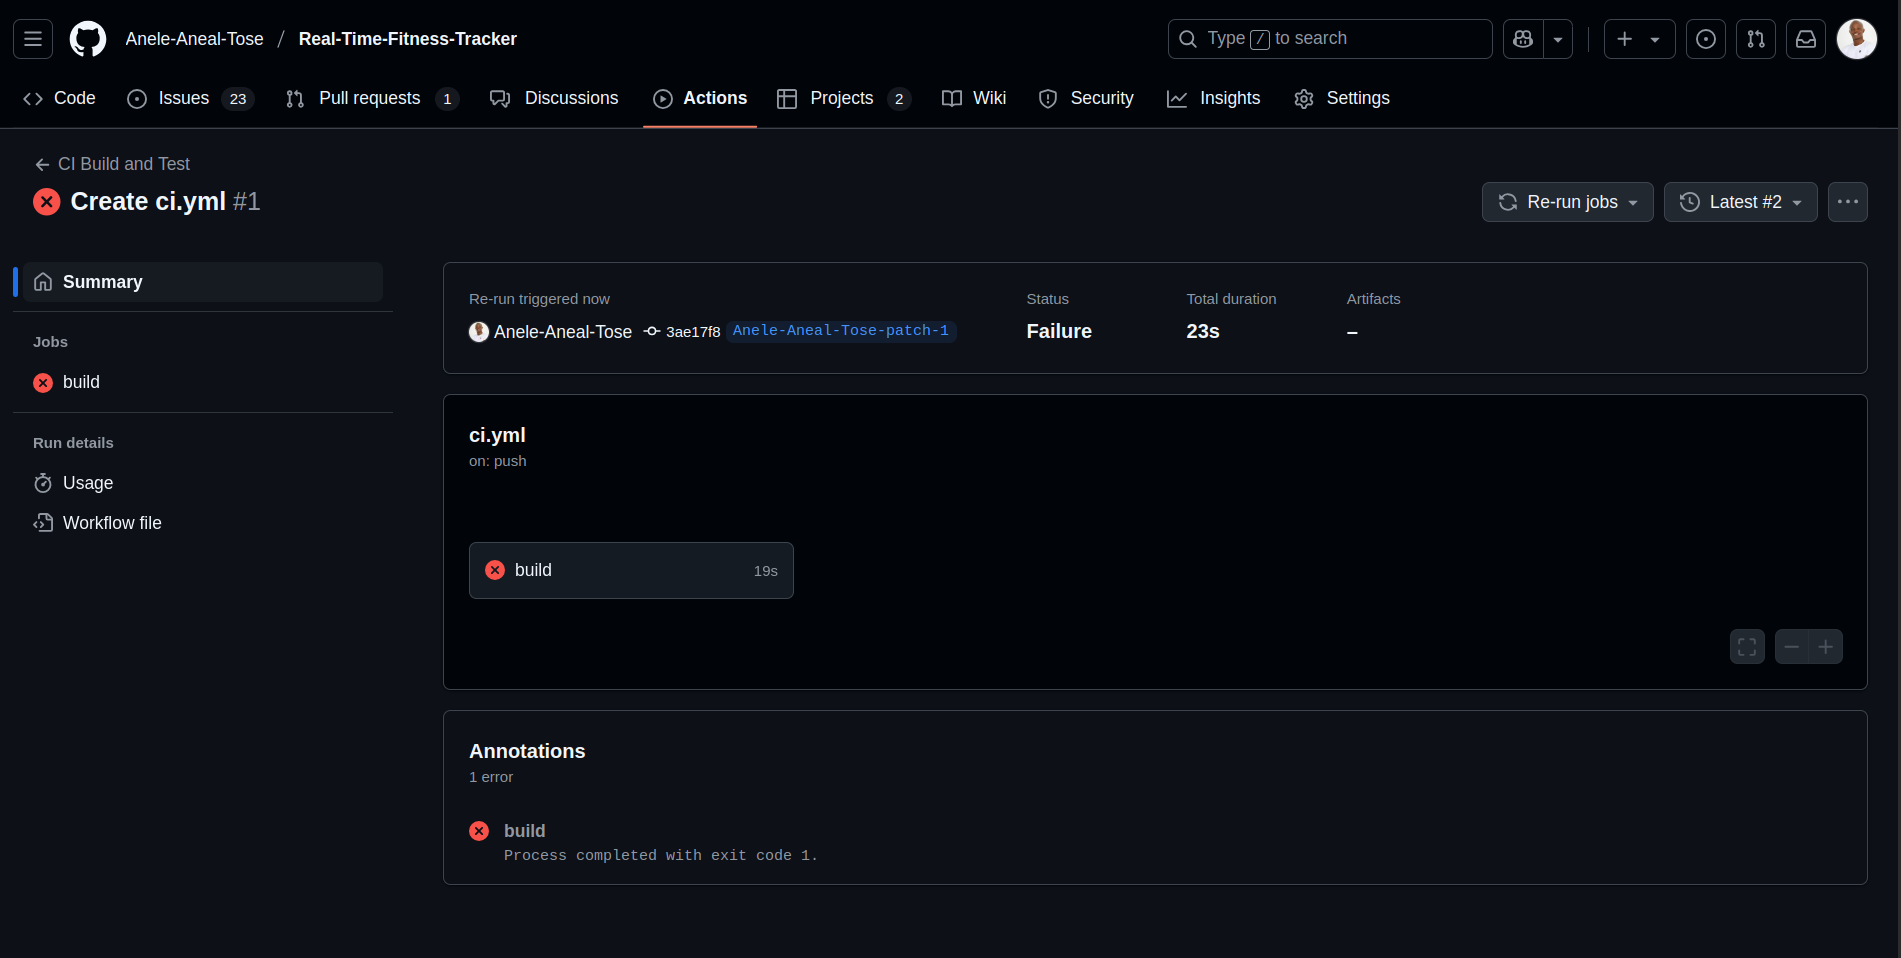 Anele-Aneal-Tose / Real-Time-Fitness-Tracker
Type / to search
Code
Issues 23
Pull requests 1
Discussions
Actions
Projects 2
Wiki
Security
Insights
Settings
CI Build and Test
Create ci.yml #1
Re-run jobs
Latest #2
Summary
Jobs
build
Run details
Usage
Workflow file
Re-run triggered now
Anele-Aneal-Tose 3ae17f8 Anele-Aneal-Tose-patch-1
Status
Failure
Total duration
23s
Artifacts
–
ci.yml
on: push
build 19s
Annotations
1 error
build
Process completed with exit code 1.